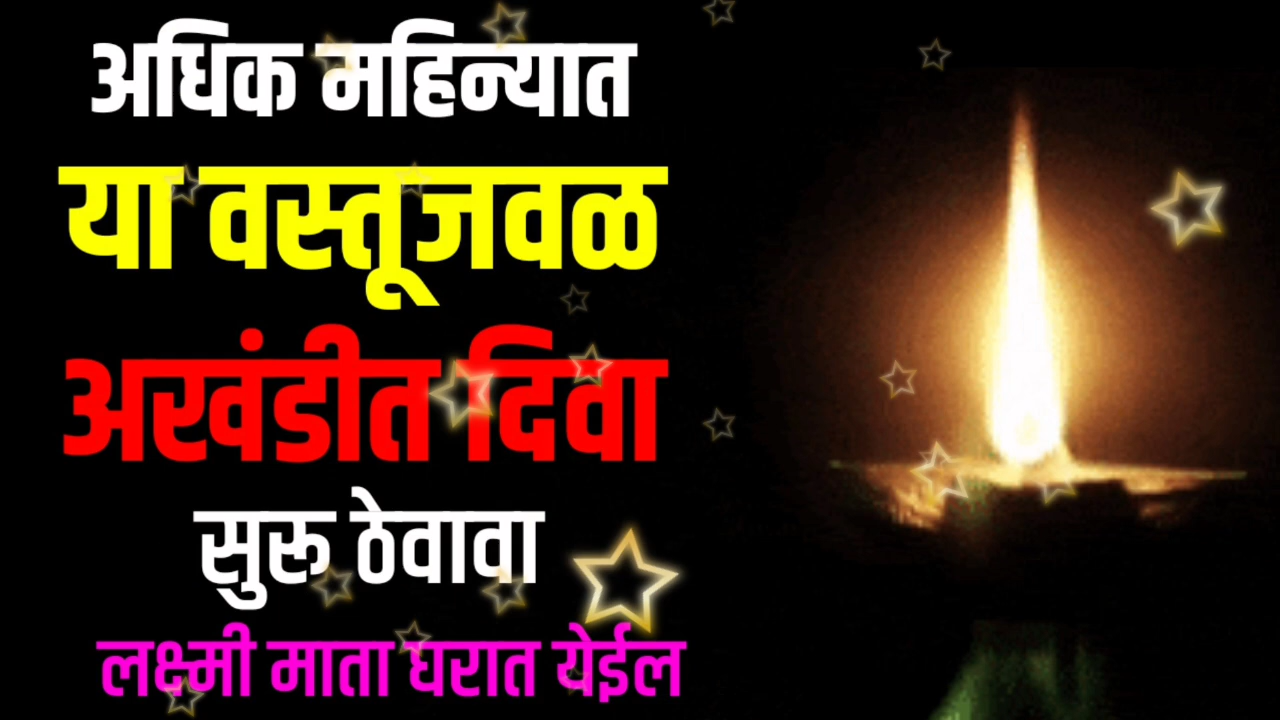 अधिक महिन्यात
या वस्तूजवळ
अखंडीत दिवा
सुरू ठेवावा
लक्ष्मी माता घरात येईल